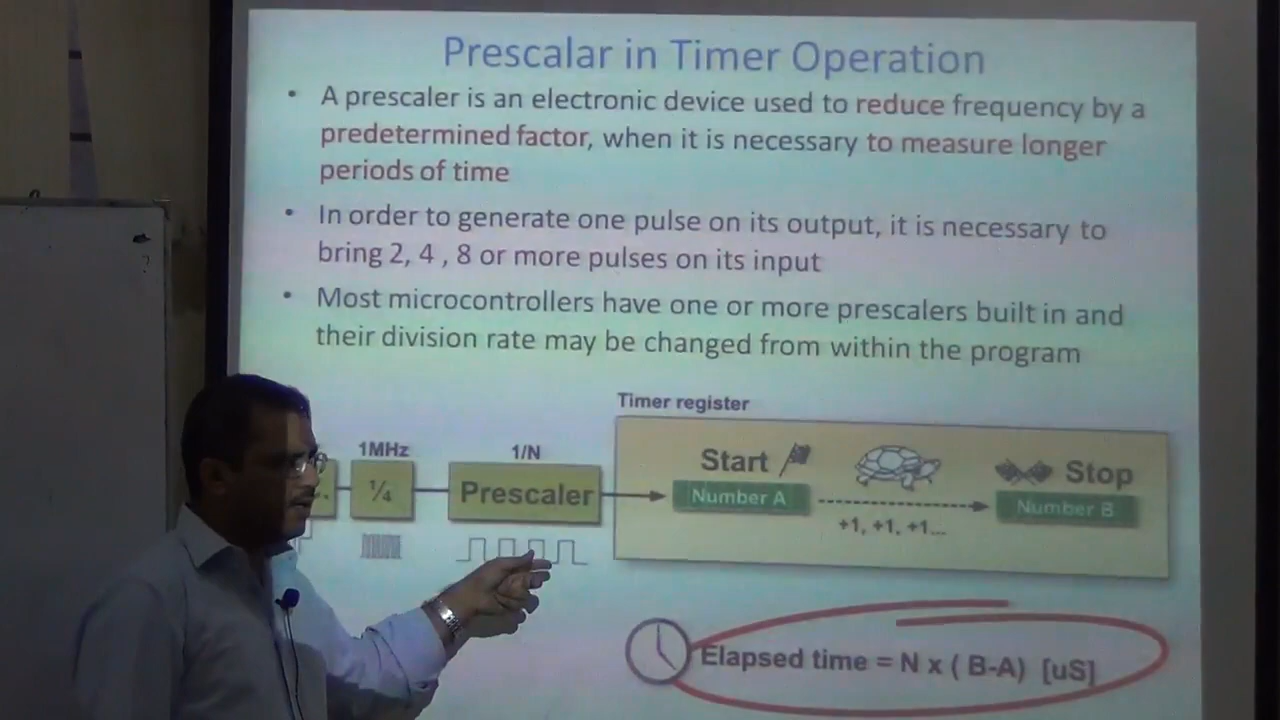 Prescalar in Timer Operation
• A prescaler is an electronic device used to reduce frequency by a
predetermined factor, when it is necessary to measure longer
periods of time
• In order to generate one pulse on its output, it is necessary to
bring 2, 4 , 8 or more pulses on its input
• Most microcontrollers have one or more prescalers built in and
their division rate may be changed from within the program
Timer register
1MHz
1/N
1/4
Prescaler
Start
Number A
+1, +1, +1...
Stop
Number B
Elapsed time = N x ( B-A) [uS]
?